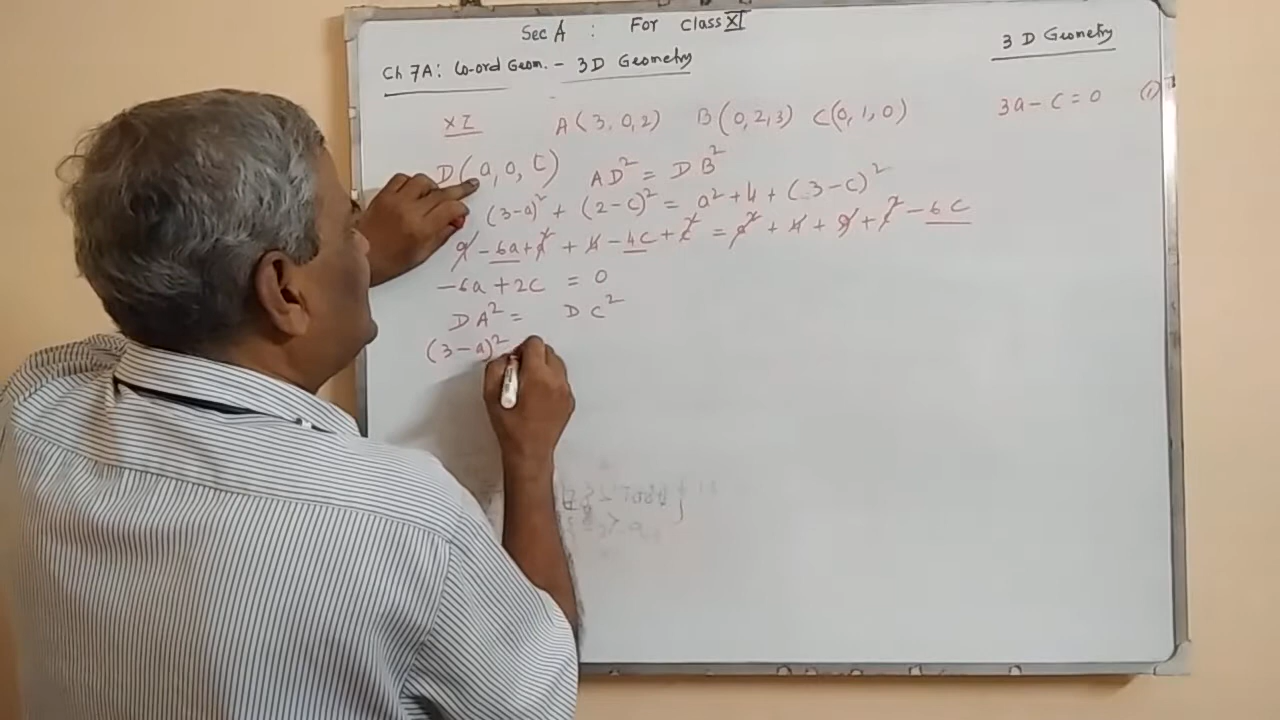 Sec A : For class XI
Ch 7A: Co-ord Geom. - 3D Geometry
3 D Geometry
XZ A(3,0,2) B(0,2,3) C(0,1,0)
3a - c = 0 (1)
D(a,0,c) AD² = DB²
(3-a)² + (2-c)² = a² + 4 + (3-c)²
9 - 6a + a² + 4 - 4c + c² = a² + 4 + 9 + c² - 6c
-6a + 2c = 0
DA² = DC²
(3-a)²